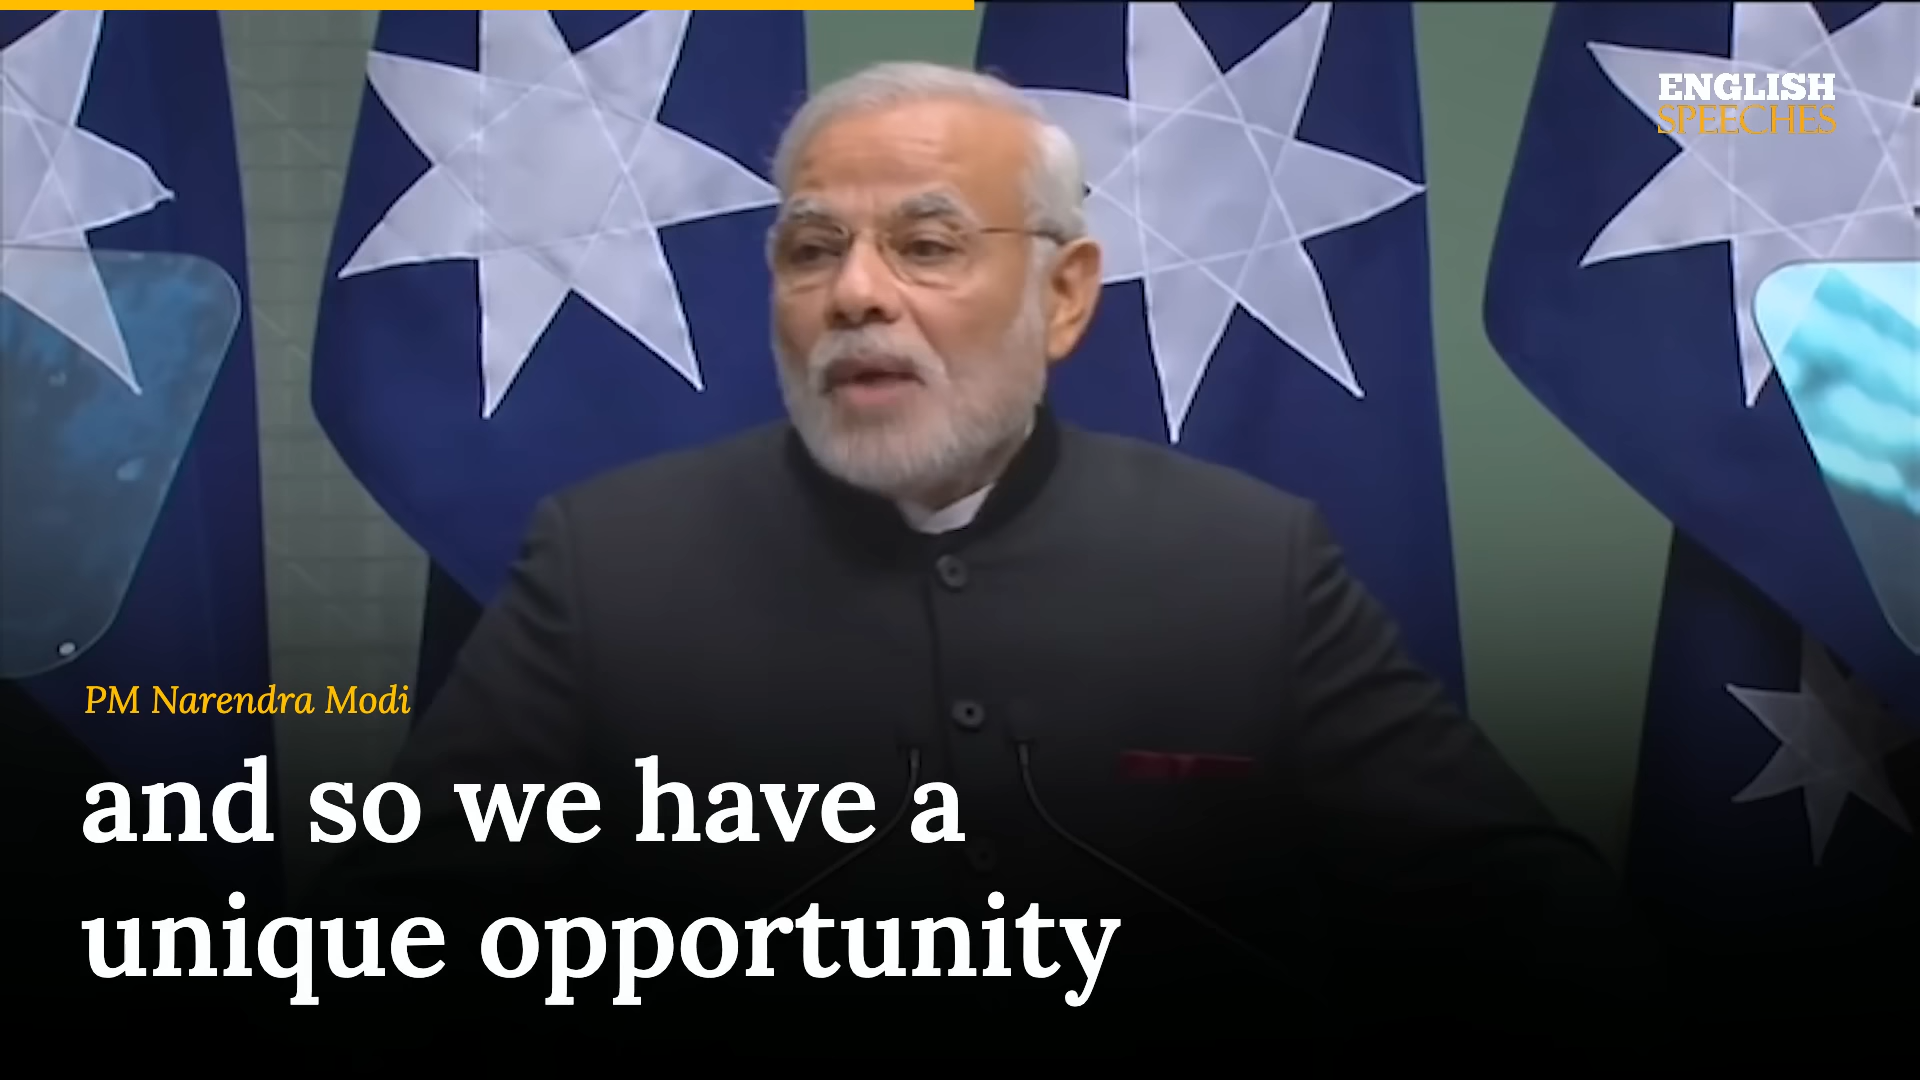 ENGLISH
SPEECHES
PM Narendra Modi
and so we have a
unique opportunity